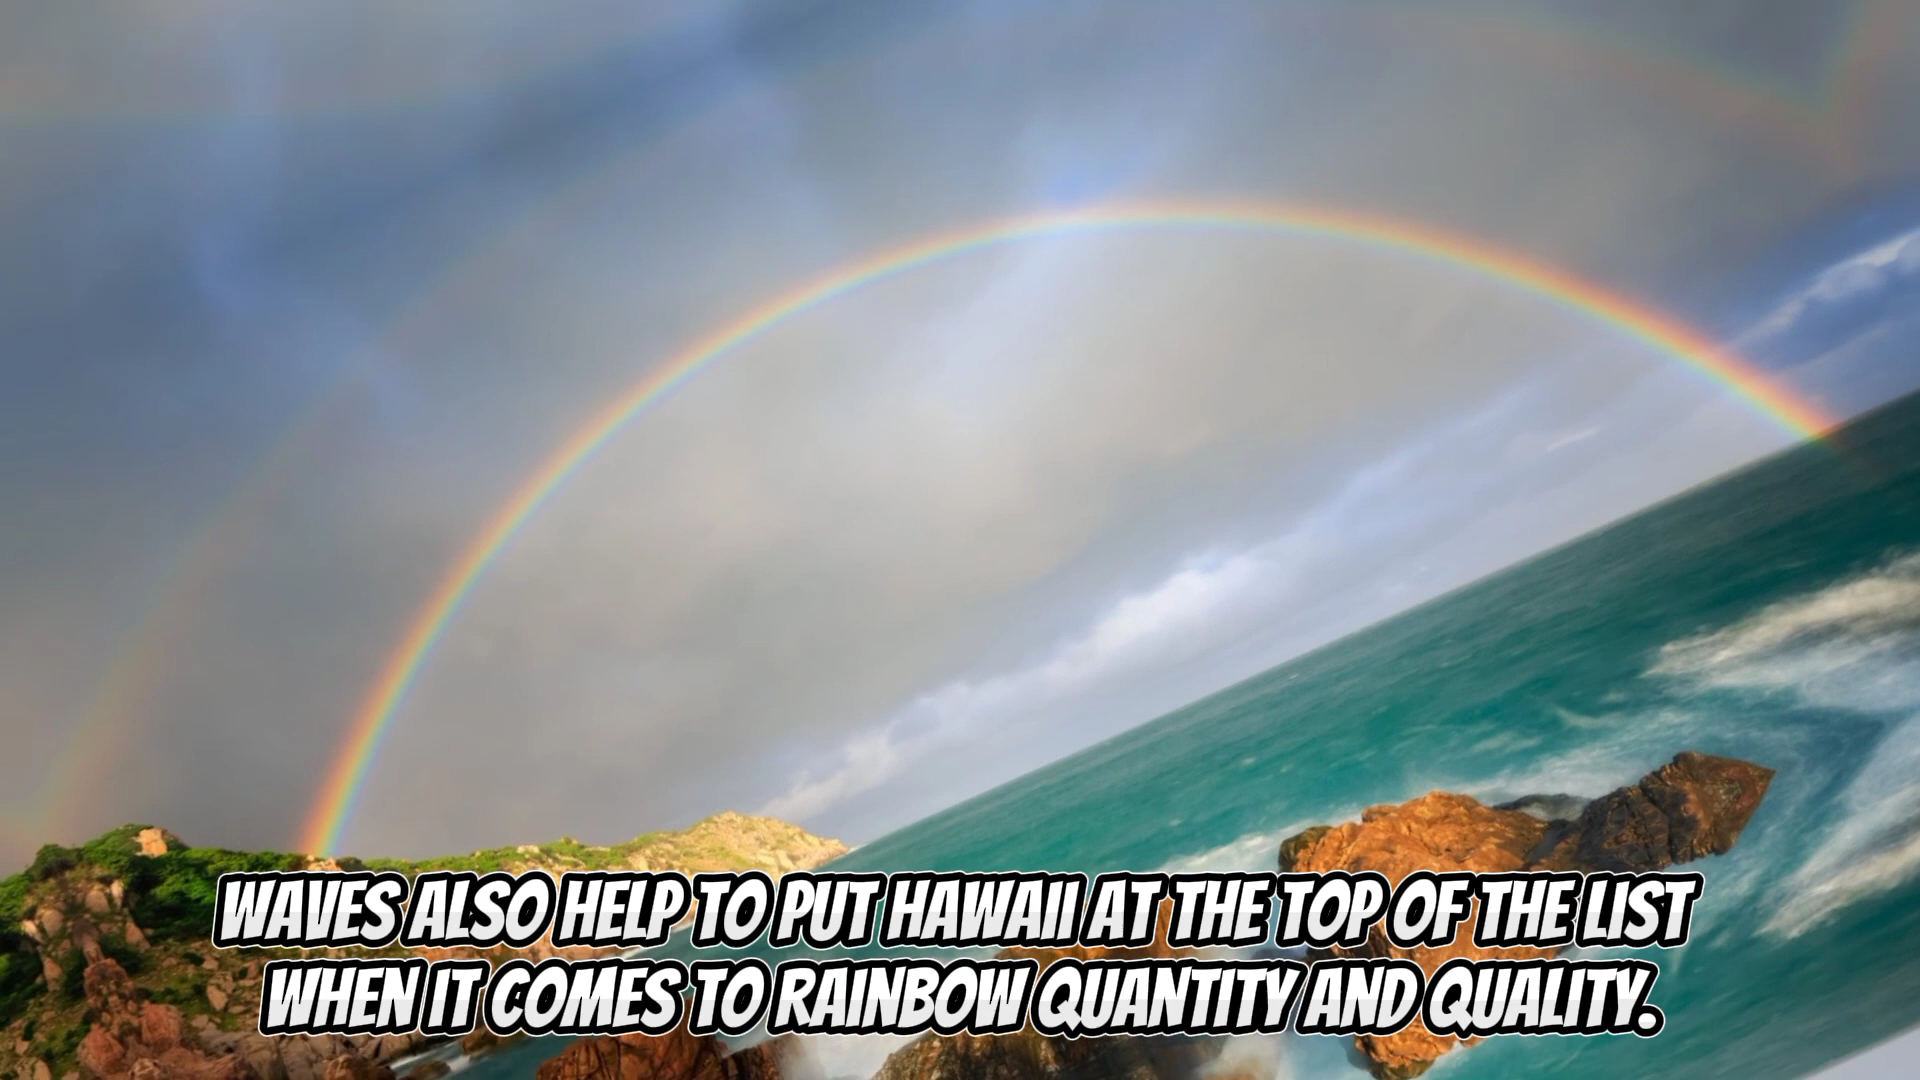 WAVES ALSO HELP TO PUT HAWAII AT THE TOP OF THE LIST
WHEN IT COMES TO RAINBOW QUANTITY AND QUALITY.